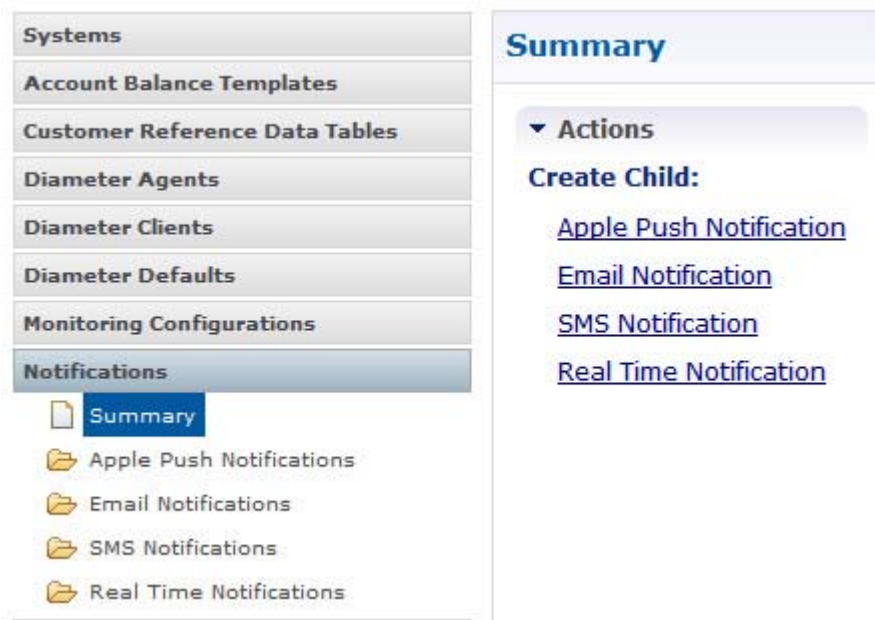 Systems
Account Balance Templates
Customer Reference Data Tables
Diameter Agents
Diameter Clients
Diameter Defaults
Monitoring Configurations
Notifications
Summary
Apple Push Notifications
Email Notifications
SMS Notifications
Real Time Notifications
Summary
Actions
Create Child:
Apple Push Notification
Email Notification
SMS Notification
Real Time Notification